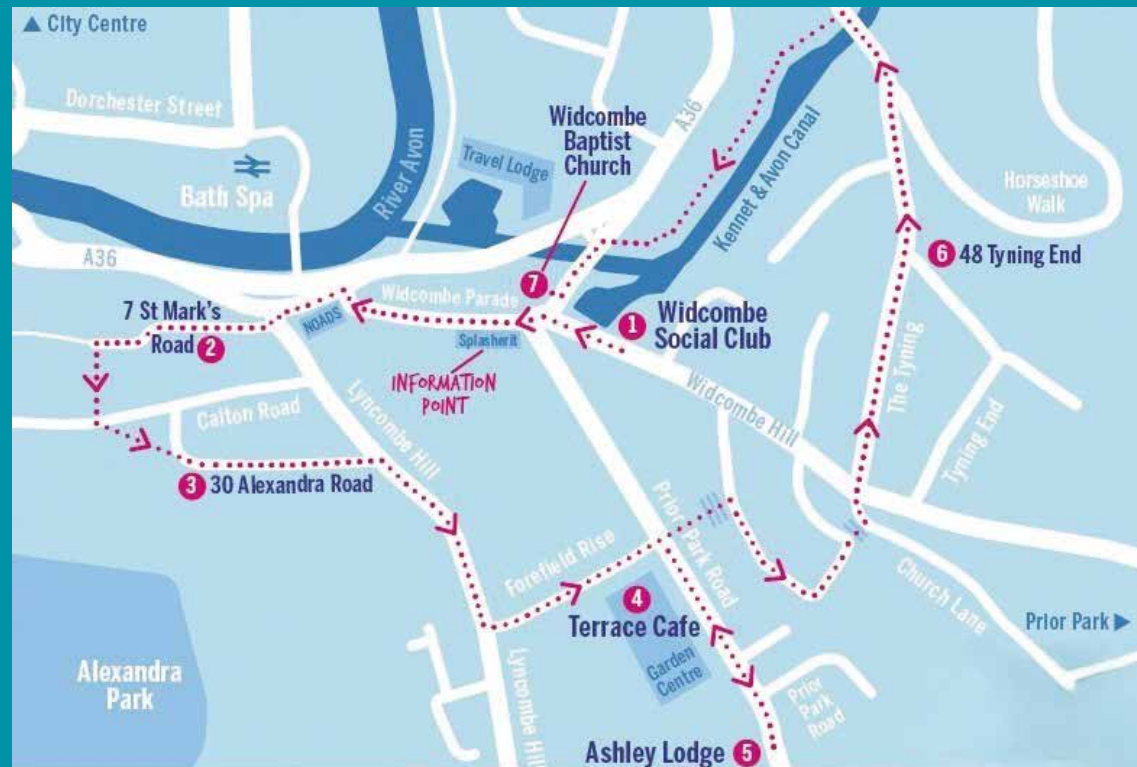 ▲ City Centre
Dorchester Street
Bath Spa
River Avon
A36
Travel Lodge
Widcombe
Baptist
Church
A36
Kennet & Avon Canal
Horseshoe
Walk
7
6 48 Tyning End
Widcombe Parade
1 Widcombe
Social Club
7 St Mark's
Road 2
NOADS
Splasherit
INFORMATION
POINT
Calton Road
Lyncombe Hill
Widcombe Hill
The Tyning
Tyning End
3 30 Alexandra Road
Forefield Rise
Prior Park Road
Church Lane
4
Terrace Cafe
Garden
Centre
Prior Park ▶
Alexandra
Park
Lyncombe Hill
Prior
Park
Road
Ashley Lodge 5